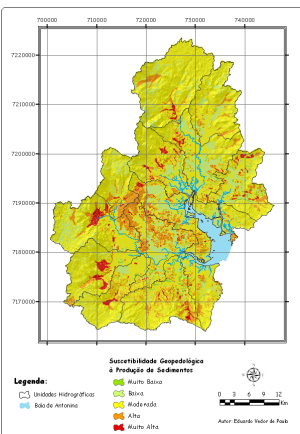 700000 710000 720000 730000 740000
7220000
7210000
7200000
7190000
7180000
7170000
Suscetibilidade Geopedológica
à Produção de Sedimentos
Legenda:
Unidades Hidrográficas
Baía de Antonina
Muito Baixa
Baixa
Moderada
Alta
Muito Alta
0 3 6 9 12
Km
Autor: Eduardo Vedor de Paula